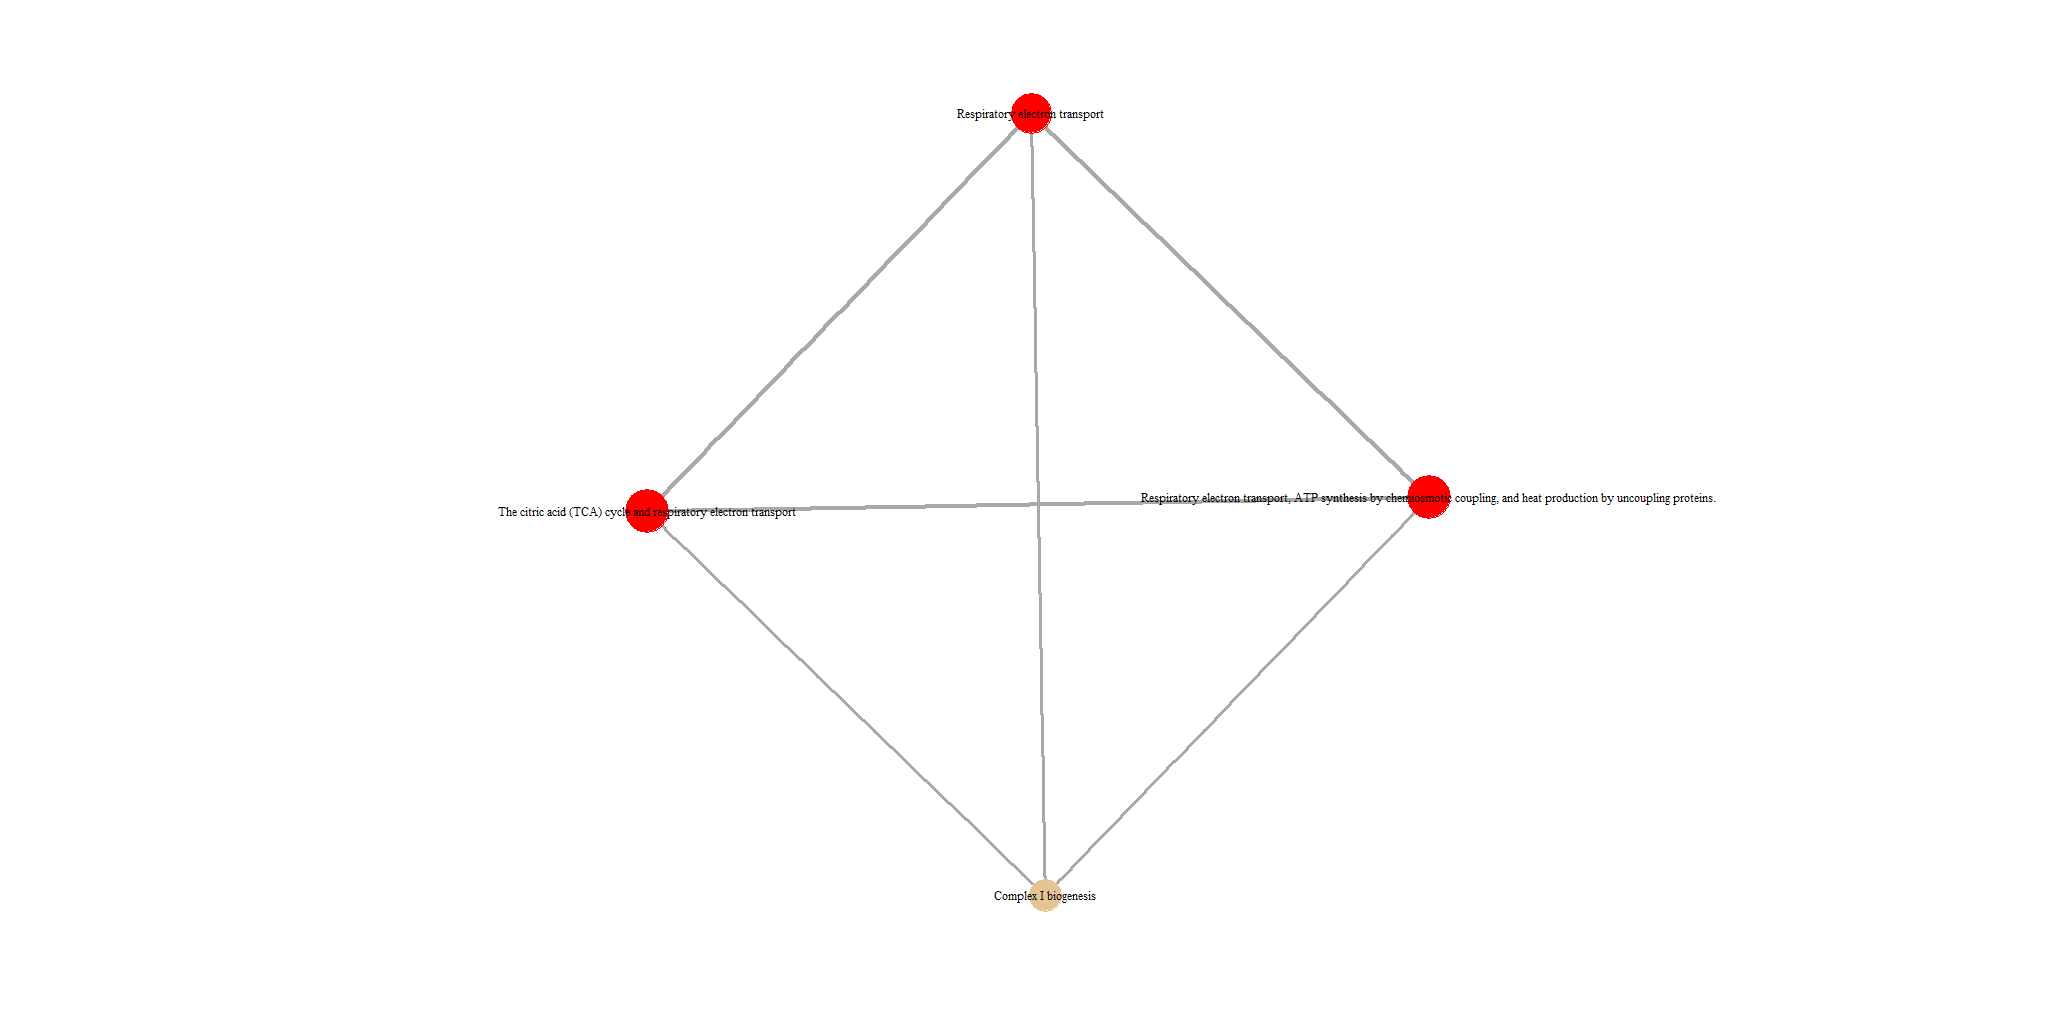 Respiratory electron transport
Respiratory electron transport, ATP synthesis by chemiosmotic coupling, and heat production by uncoupling proteins.
The citric acid (TCA) cycle and respiratory electron transport
Complex I biogenesis